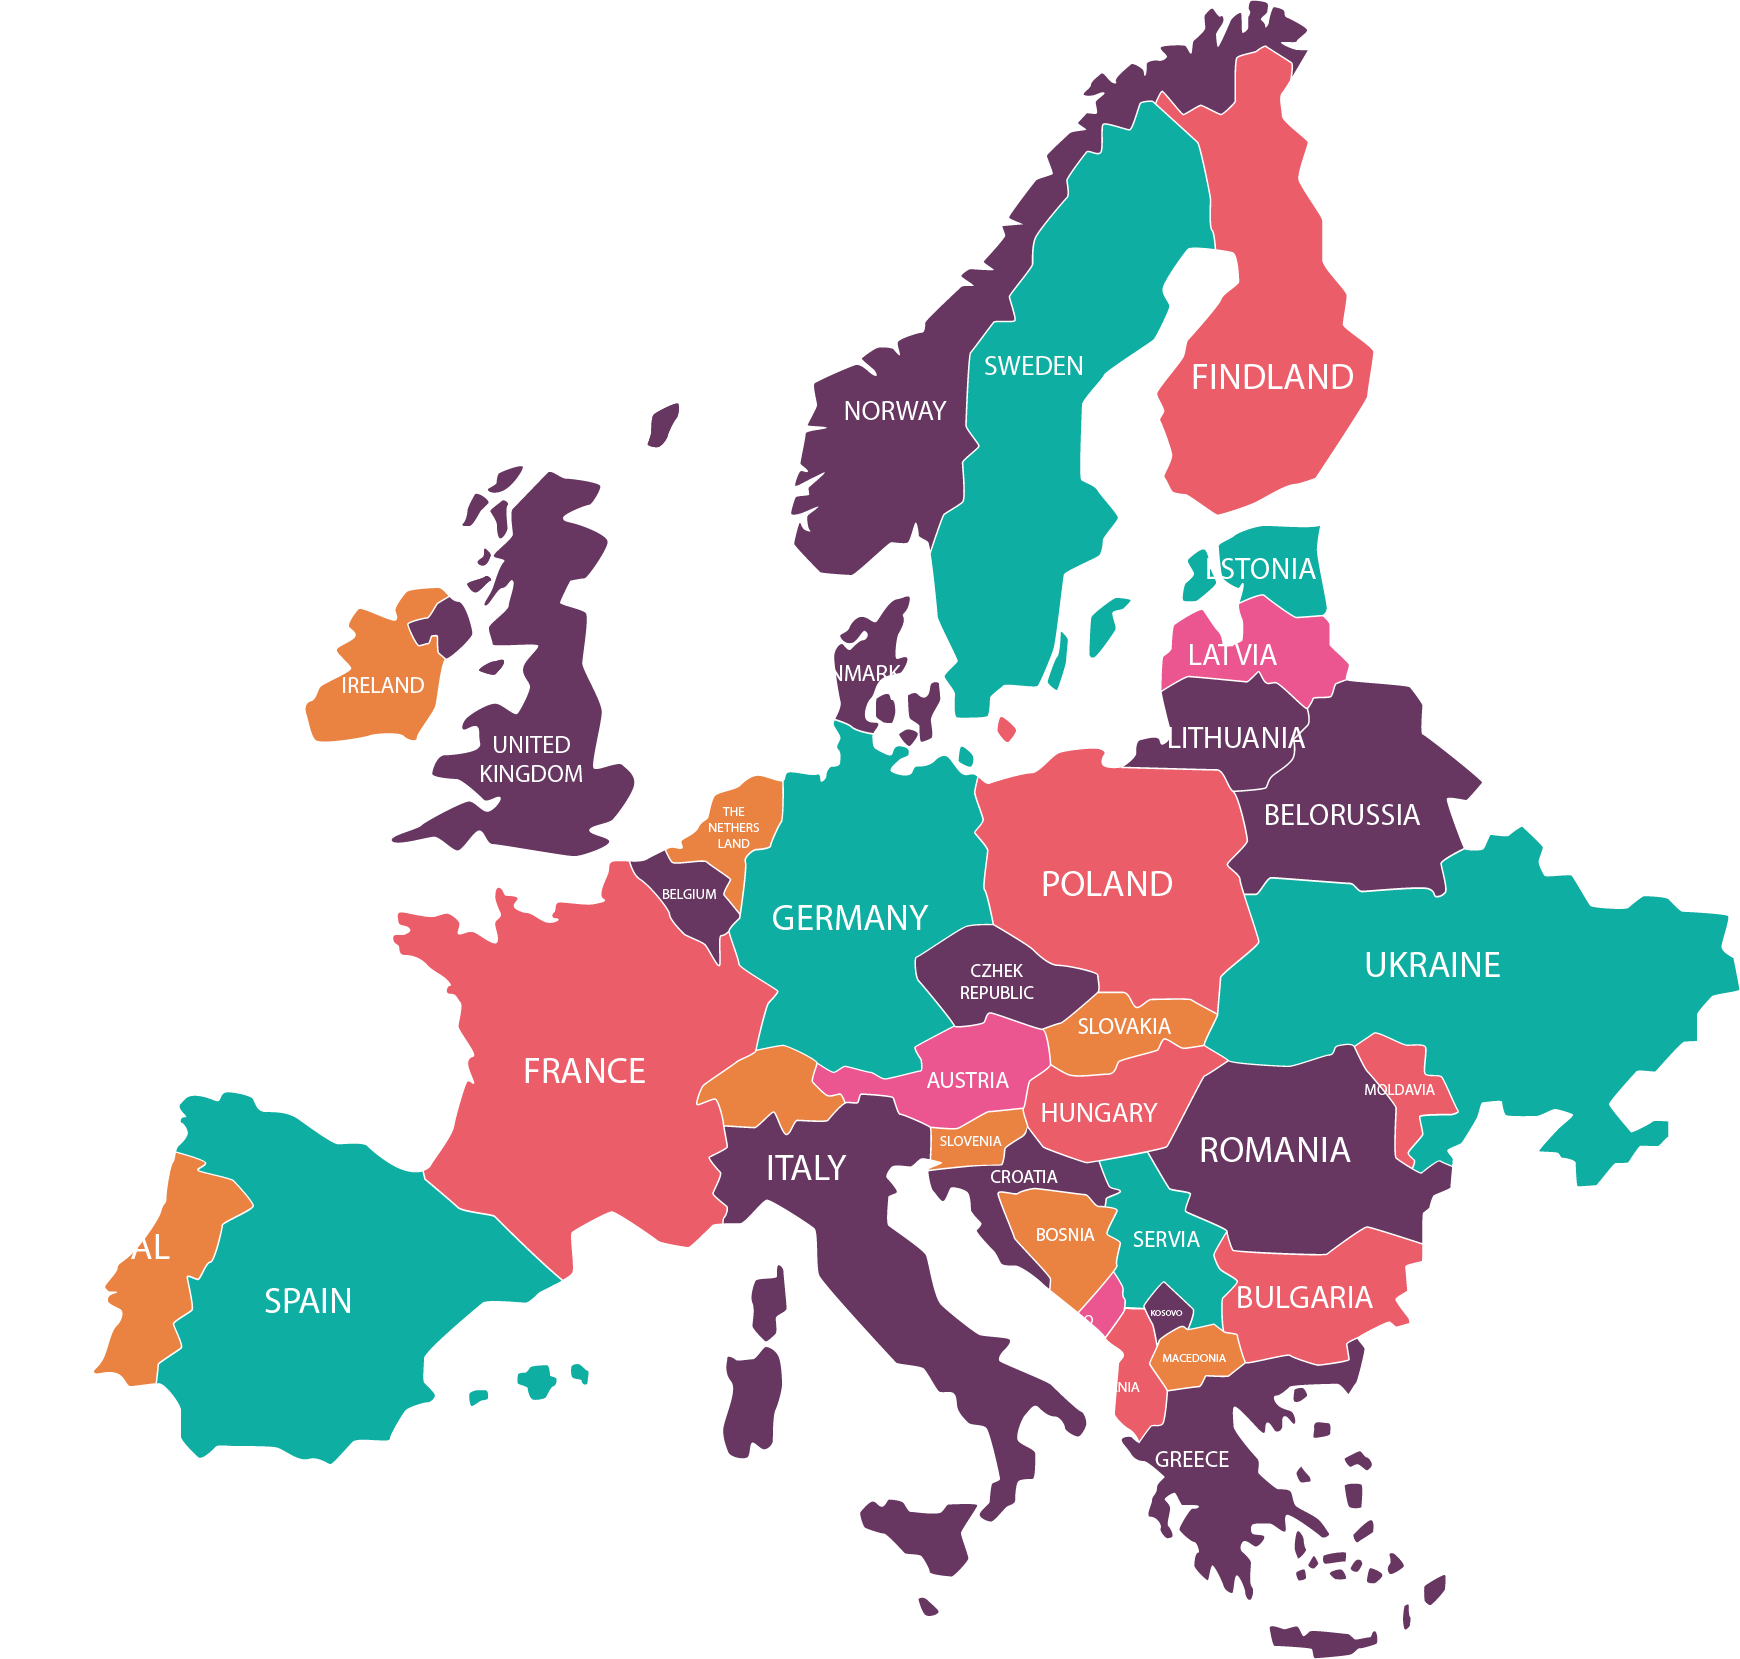 SWEDEN
FINDLAND
NORWAY
ESTONIA
LATVIA
NMARK
IRELAND
LITHUANIA
UNITED
KINGDOM
THE
NETHERS
LAND
BELORUSSIA
POLAND
BELGIUM
GERMANY
UKRAINE
CZHEK
REPUBLIC
SLOVAKIA
FRANCE
AUSTRIA
MOLDAVIA
HUNGARY
SLOVENIA
ROMANIA
ITALY
CROATIA
BOSNIA
SERVIA
AL
SPAIN
BULGARIA
KOSOVO
O
MACEDONIA
NIA
GREECE